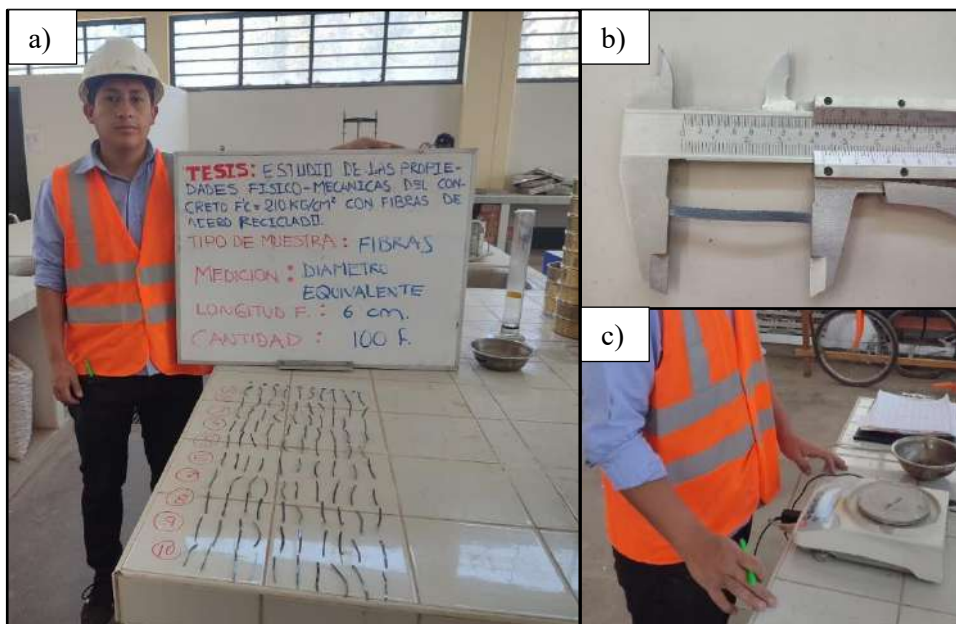 a)
TESIS: ESTUDIO DE LAS PROPIE-
DADES FISICO-MECANICAS DEL CON-
CRETO F'C = 210 KG/CM² CON FIBRAS DE
ACERO RECICLADO.
TIPO DE MUESTRA: FIBRAS
MEDICION: DIAMETRO
EQUIVALENTE
LONGITUD F.: 6 cm.
CANTIDAD: 100 F.
10
b)
c)